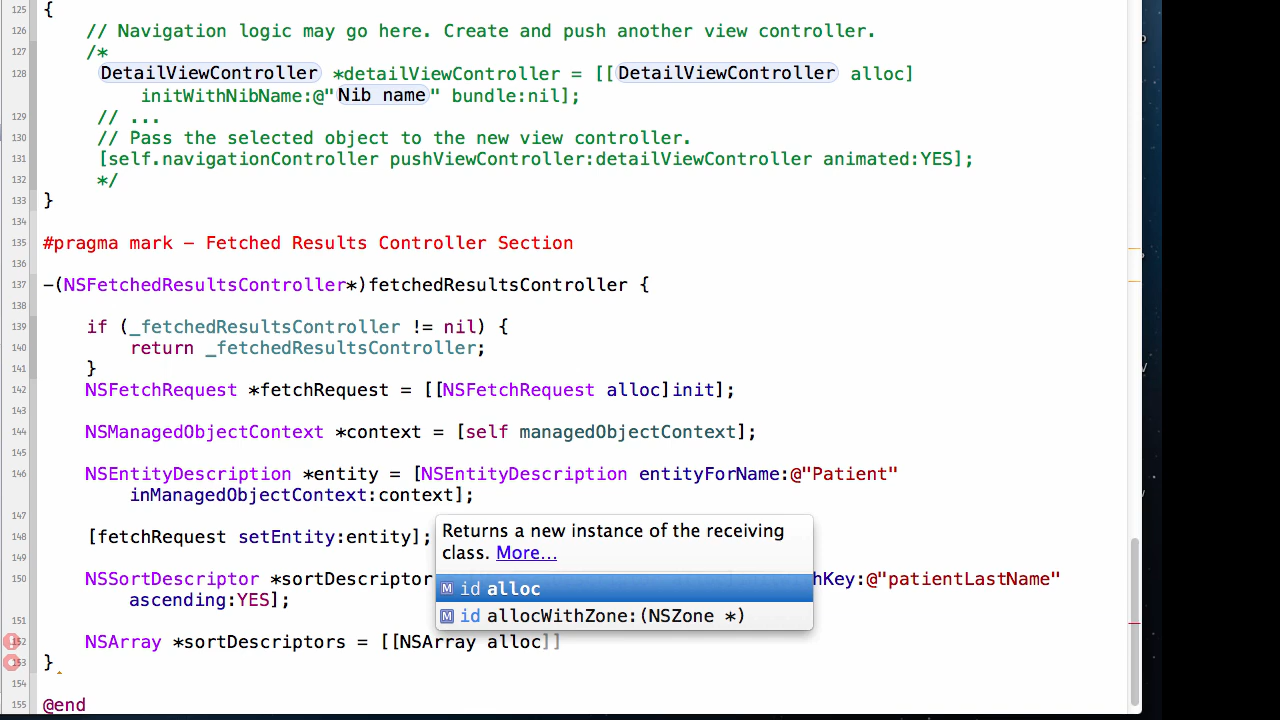 125 {
126 // Navigation logic may go here. Create and push another view controller.
127 /*
128 DetailViewController *detailViewController = [[DetailViewController alloc]
initWithNibName:@"Nib name" bundle:nil];
129 // ...
130 // Pass the selected object to the new view controller.
131 [self.navigationController pushViewController:detailViewController animated:YES];
132 */
133 }
134
135 #pragma mark – Fetched Results Controller Section
136
137 –(NSFetchedResultsController*)fetchedResultsController {
138
139 if (_fetchedResultsController != nil) {
140 return _fetchedResultsController;
141 }
142 NSFetchRequest *fetchRequest = [[NSFetchRequest alloc]init];
143
144 NSManagedObjectContext *context = [self managedObjectContext];
145
146 NSEntityDescription *entity = [NSEntityDescription entityForName:@"Patient"
inManagedObjectContext:context];
147
148 [fetchRequest setEntity:entity];
Returns a new instance of the receiving
class. More...
149
150 NSSortDescriptor *sortDescriptor hKey:@"patientLastName"
M id alloc
ascending:YES];
M id allocWithZone:(NSZone *)
151
152 NSArray *sortDescriptors = [[NSArray alloc]]
153 }
154
155 @end